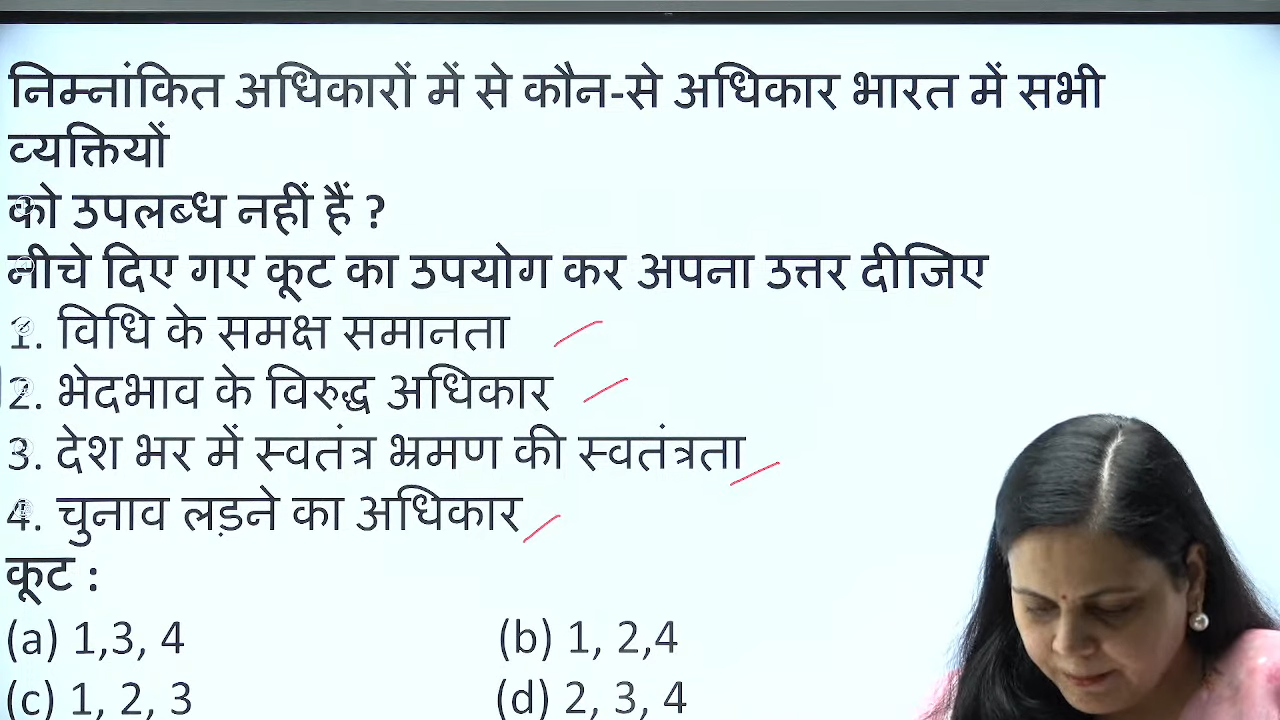 निम्नांकित अधिकारों में से कौन-से अधिकार भारत में सभी
व्यक्तियों
को उपलब्ध नहीं हैं ?
नीचे दिए गए कूट का उपयोग कर अपना उत्तर दीजिए
1. विधि के समक्ष समानता
2. भेदभाव के विरुद्ध अधिकार
3. देश भर में स्वतंत्र भ्रमण की स्वतंत्रता
4. चुनाव लड़ने का अधिकार
कूट :
(a) 1,3, 4 (b) 1, 2,4
(c) 1, 2, 3 (d) 2, 3, 4